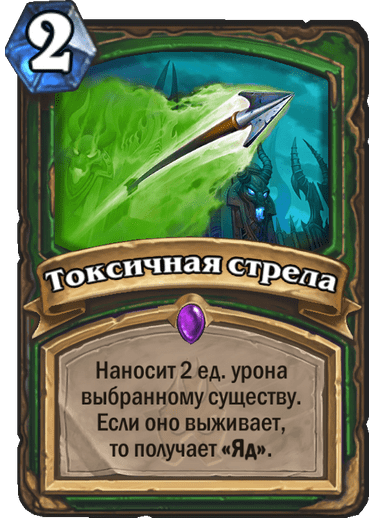 2
Токсичная стрела
Наносит 2 ед. урона
выбранному существу.
Если оно выживает,
то получает «Яд».